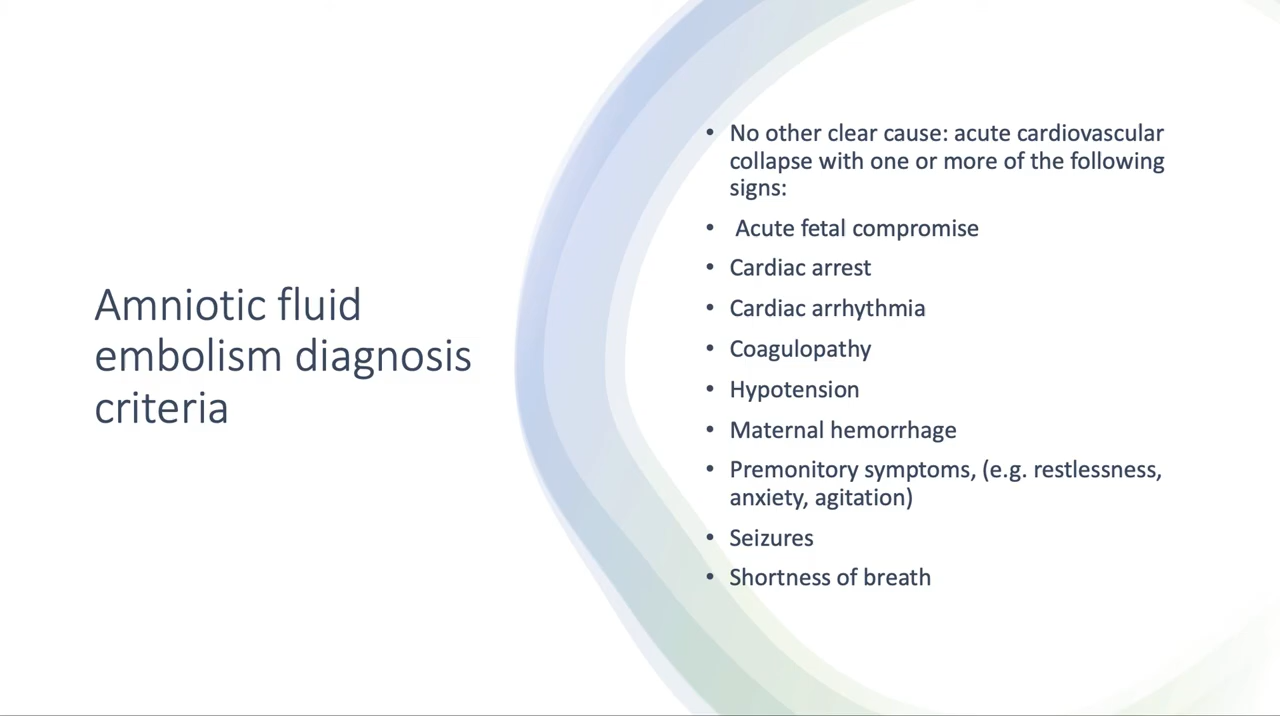 Amniotic fluid
embolism diagnosis
criteria
• No other clear cause: acute cardiovascular
collapse with one or more of the following
signs:
• Acute fetal compromise
• Cardiac arrest
• Cardiac arrhythmia
• Coagulopathy
• Hypotension
• Maternal hemorrhage
• Premonitory symptoms, (e.g. restlessness,
anxiety, agitation)
• Seizures
• Shortness of breath